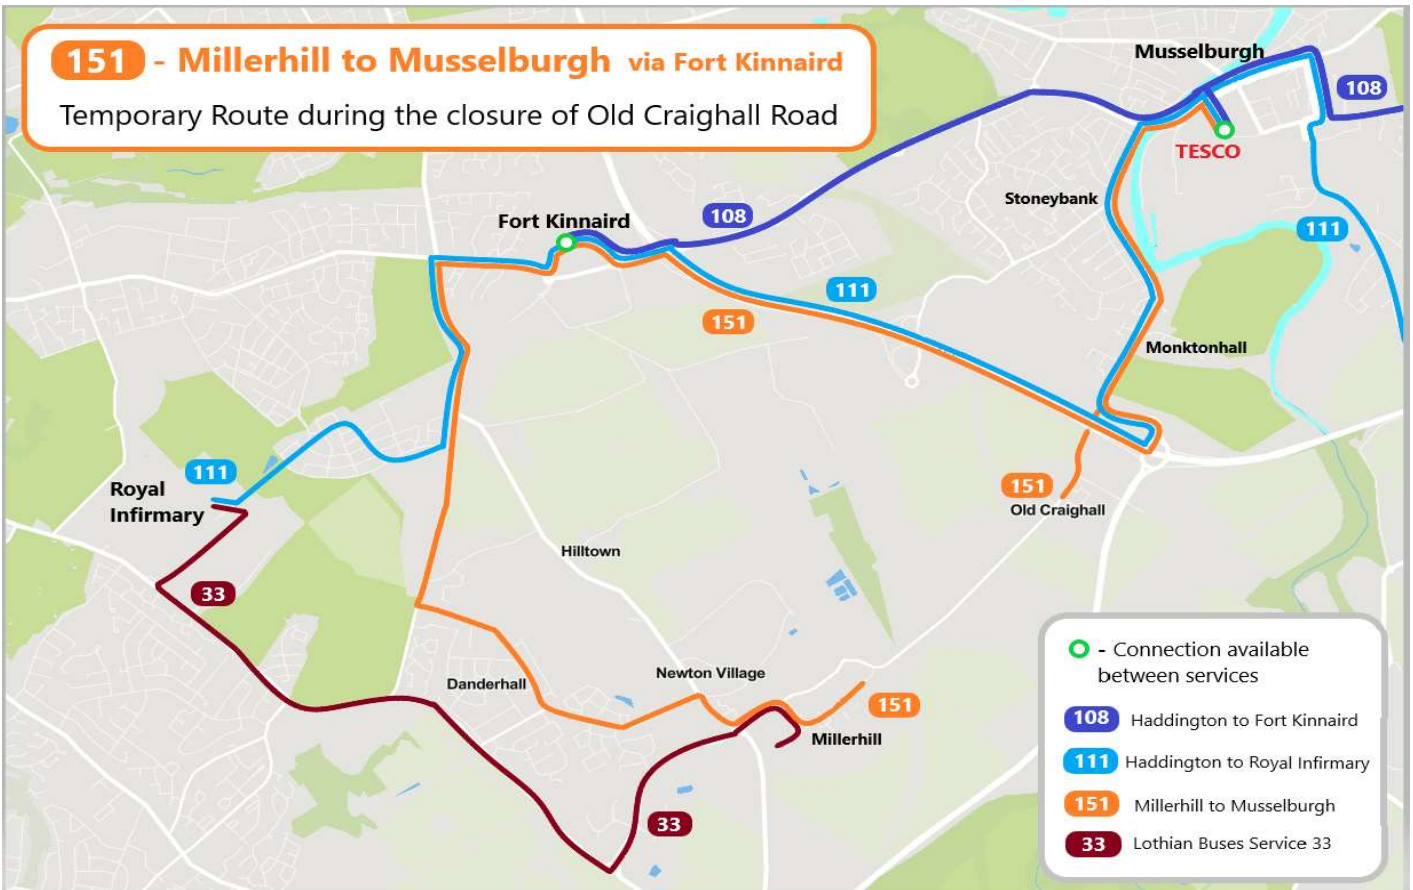 151 - Millerhill to Musselburgh via Fort Kinnaird
Temporary Route during the closure of Old Craighall Road
Musselburgh
108
TESCO
Stoneybank
Fort Kinnaird
108
111
111
151
Monktonhall
111
Royal
Infirmary
151
Old Craighall
Hilltown
33
Newton Village
Danderhall
151
Millerhill
33
- Connection available
between services
108 Haddington to Fort Kinnaird
111 Haddington to Royal Infirmary
151 Millerhill to Musselburgh
33 Lothian Buses Service 33